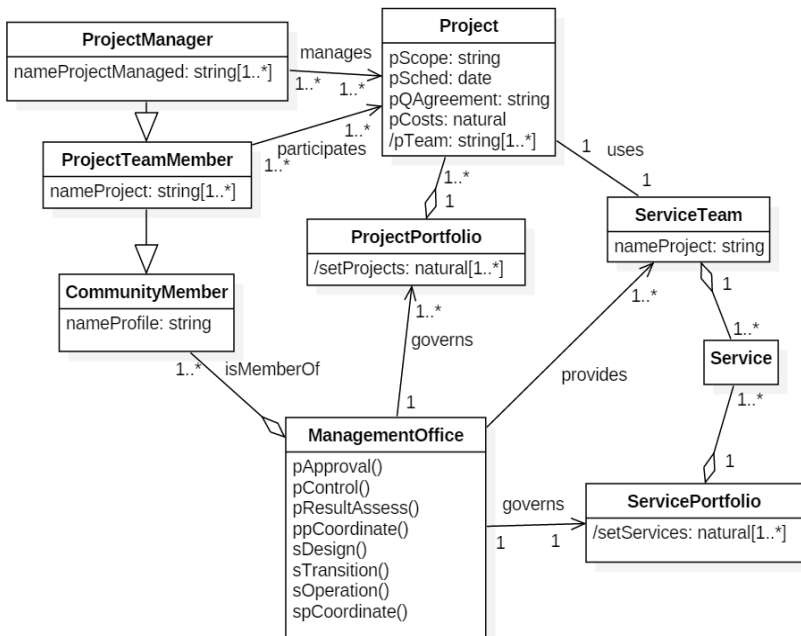 ProjectManager
nameProjectManaged: string[1..*]
manages
1..*
1..*
Project
pScope: string
pSched: date
pQAgreement: string
pCosts: natural
/pTeam: string[1..*]
ProjectTeamMember
nameProject: string[1..*]
1..*
participates
1..*
1
uses
1
1..*
1
ProjectPortfolio
/setProjects: natural[1..*]
ServiceTeam
nameProject: string
CommunityMember
nameProfile: string
1..*
governs
1
1..*
1
1..*
Service
1..*
isMemberOf
provides
1..*
1
ManagementOffice
pApproval()
pControl()
pResultAssess()
ppCoordinate()
sDesign()
sTransition()
sOperation()
spCoordinate()
governs
1
1
ServicePortfolio
/setServices: natural[1..*]